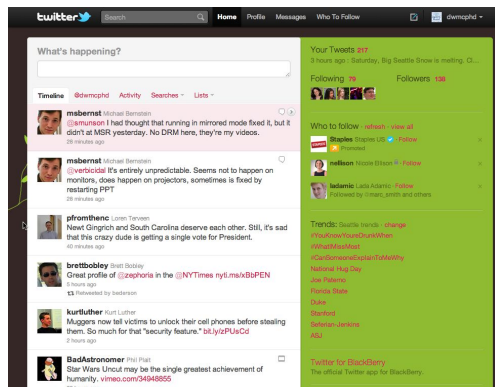 twitter
Search
Home Profile Messages Who To Follow
dwmcphd
What's happening?
Timeline @dwmcphd Activity Searches Lists
msbernst Michael Bernstein
@smunson I had thought that running in mirrored mode fixed it, but it
didn't at MSR yesterday. No DRM here, they're my videos.
28 minutes ago
msbernst Michael Bernstein
@verbicidal It's entirely unpredictable. Seems not to happen on
monitors, does happen on projectors, sometimes is fixed by
restarting PPT
28 minutes ago
pfromthenc Loren Terveen
Newt Gingrich and South Carolina deserve each other. Still, it's sad
that this crazy dude is getting a single vote for President.
40 minutes ago
brettbobley Brett Bobley
Great profile of @zephoria in the @NYTimes nyti.ms/xBbPEN
5 hours ago
Retweeted by bederson
kurtluther Kurt Luther
Muggers now tell victims to unlock their cell phones before stealing
them. So much for that "security feature." bit.ly/zPUsCd
2 hours ago
BadAstronomer Phil Plait
Star Wars Uncut may be the single greatest achievement of
humanity. vimeo.com/34948855
Your Tweets 217
3 hours ago: Saturday, Big Seattle Snow is melting. Cl...
Following 79 Followers 138
Who to follow · refresh · view all
Staples Staples US · Follow
Promoted
nellison Nicole Ellison · Follow
ladamic Lada Adamic · Follow
Followed by @marc_smith and others
Trends: Seattle trends · change
#YouKnowYoureDrunkWhen
#WhatIMissMost
#CanSomeoneExplainToMeWhy
National Hug Day
Joe Paterno
Florida State
Duke
Stanford
Seferian-Jenkins
ASJ
Twitter for BlackBerry
The official Twitter app for BlackBerry.